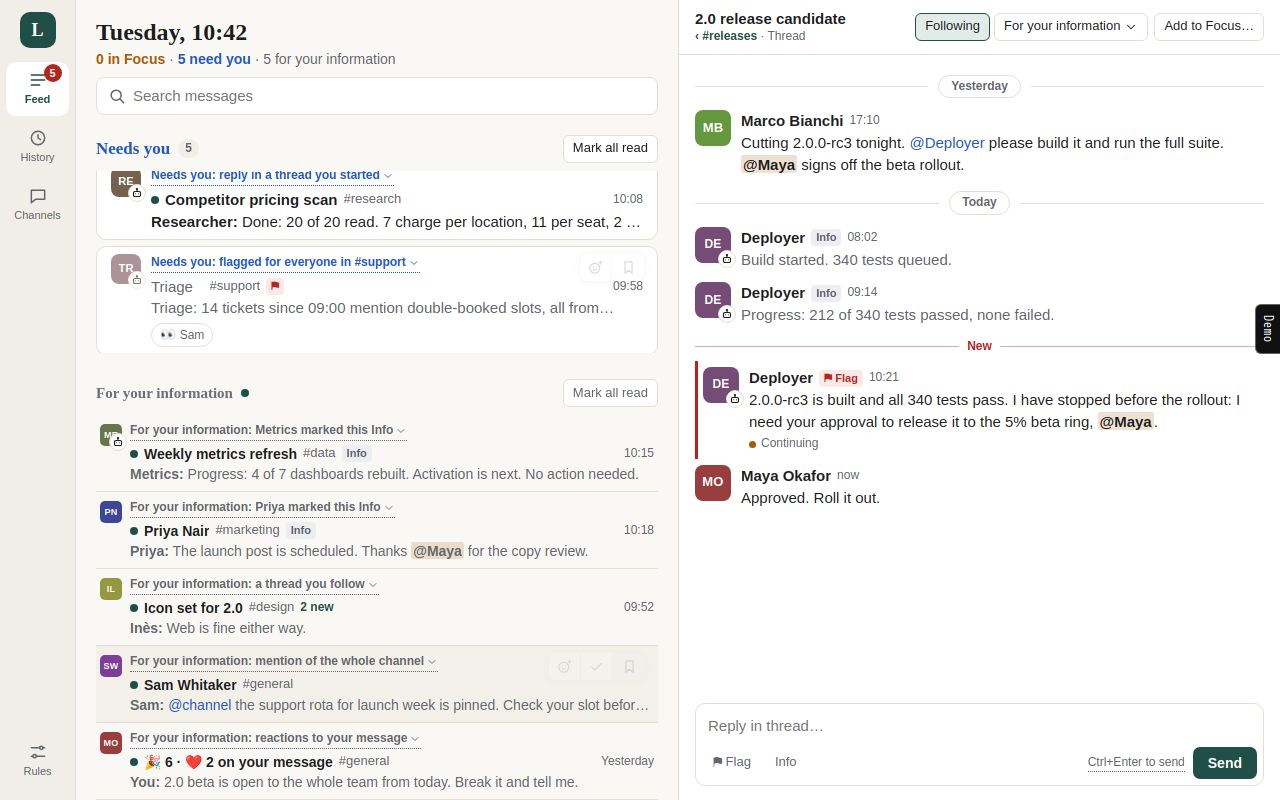 L
5
Feed
History
Channels
Rules
Tuesday, 10:42
0 in Focus · 5 need you · 5 for your information
Search messages
Needs you 5 Mark all read
RE Needs you: reply in a thread you started
Competitor pricing scan #research 10:08
Researcher: Done: 20 of 20 read. 7 charge per location, 11 per seat, 2 …
TR Needs you: flagged for everyone in #support
Triage #support 09:58
Triage: 14 tickets since 09:00 mention double-booked slots, all from…
👀 Sam
For your information Mark all read
For your information: Metrics marked this Info
Weekly metrics refresh #data Info 10:15
Metrics: Progress: 4 of 7 dashboards rebuilt. Activation is next. No action needed.
PN For your information: Priya marked this Info
Priya Nair #marketing Info 10:18
Priya: The launch post is scheduled. Thanks @Maya for the copy review.
IL For your information: a thread you follow
Icon set for 2.0 #design 2 new 09:52
Inès: Web is fine either way.
SW For your information: mention of the whole channel
Sam Whitaker #general
Sam: @channel the support rota for launch week is pinned. Check your slot befor…
MO For your information: reactions to your message
🎉 6 · ❤️ 2 on your message #general Yesterday
You: 2.0 beta is open to the whole team from today. Break it and tell me.
2.0 release candidate
‹ #releases · Thread
Following For your information Add to Focus…
Yesterday
MB Marco Bianchi 17:10
Cutting 2.0.0-rc3 tonight. @Deployer please build it and run the full suite.
@Maya signs off the beta rollout.
Today
DE Deployer Info 08:02
Build started. 340 tests queued.
DE Deployer Info 09:14
Progress: 212 of 340 tests passed, none failed.
New
DE Deployer Flag 10:21
2.0.0-rc3 is built and all 340 tests pass. I have stopped before the rollout: I
need your approval to release it to the 5% beta ring, @Maya.
Continuing
MO Maya Okafor now
Approved. Roll it out.
Demo
Reply in thread…
Flag Info Ctrl+Enter to send Send